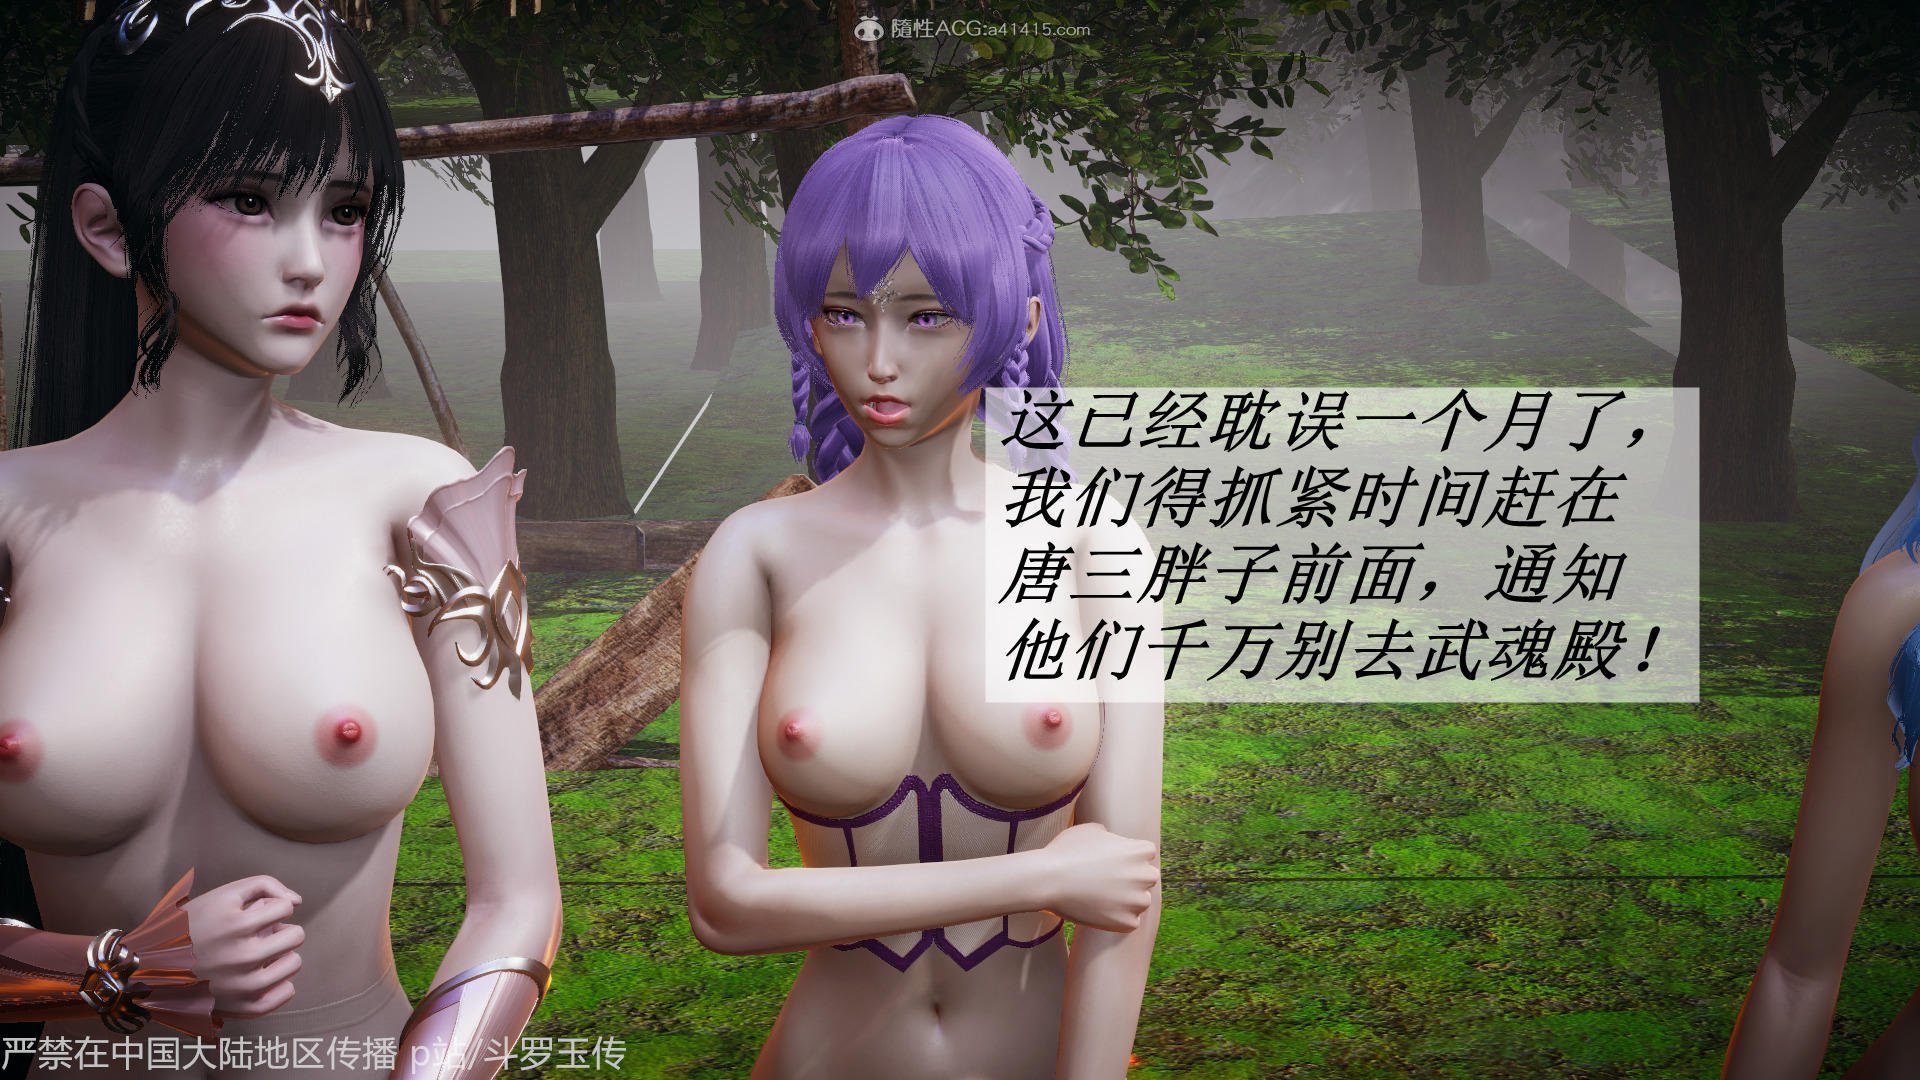 隨性ACG:a41415.com
这已经耽误一个月了，
我们得抓紧时间赶在
唐三胖子前面，通知
他们千万别去武魂殿！
严禁在中国大陆地区传播 p站/斗罗玉传